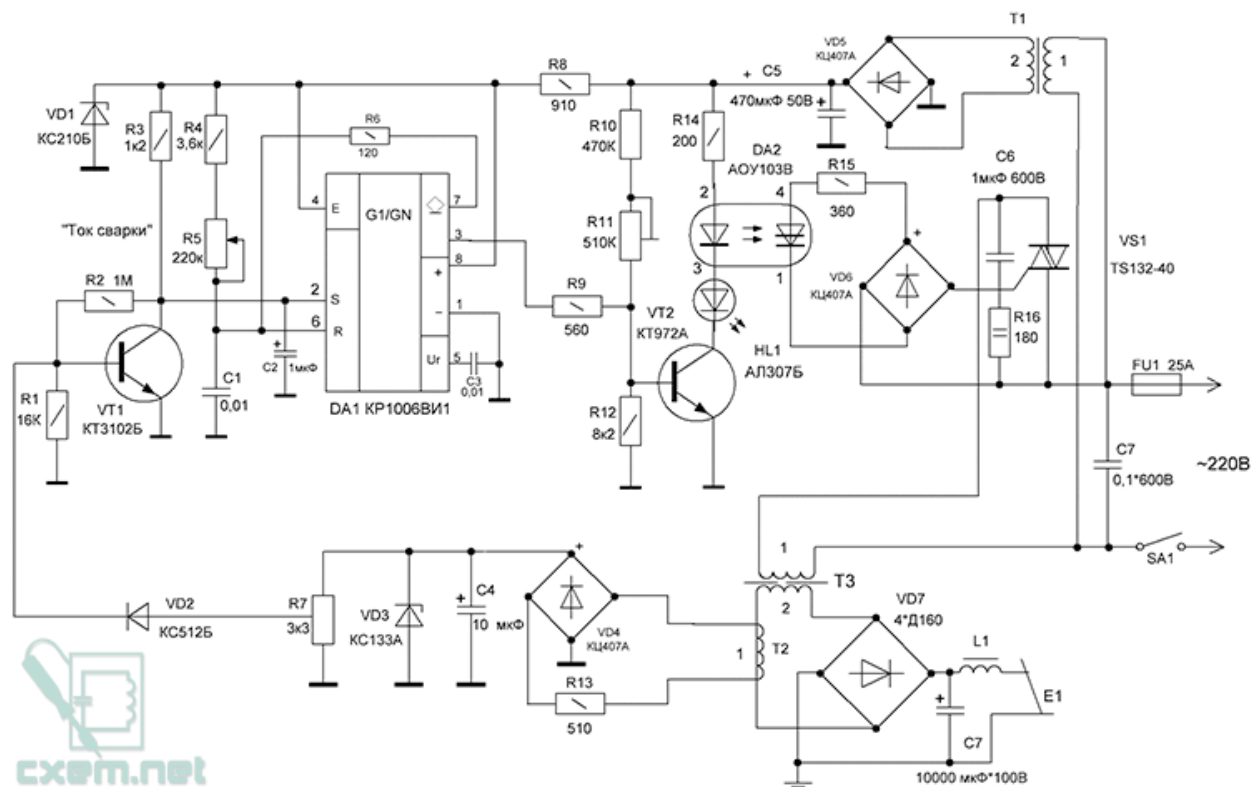 T1
VD5
КЦ407А
2
1
R8
910
+ C5
470мкФ 50В
+
VD1
КС210Б
R3
1к2
R4
3,6к
R6
120
R10
470К
R14
200
DA2
АОУ103В
R15
360
C6
1мкФ 600В
4
E
G1/GN
7
3
8
+
1
−
2
S
6
R
Ur
5
C3
0,01
DA1 КР1006ВИ1
"Ток сварки"
R5
220к
R11
510К
2
4
3
1
+
VD6
КЦ407А
VS1
TS132-40
R2 1М
R9
560
VT2
КТ972А
HL1
АЛ307Б
R16
180
FU1 25А
+
C2
1мкФ
C1
0,01
R1
16К
VT1
КТ3102Б
R12
8к2
C7
0,1*600В
~220В
SA1
1
T3
2
VD2
КС512Б
R7
3к3
VD3
КС133А
+
C4
10 мкФ
+
VD4
КЦ407А
R13
510
1
T2
VD7
4*Д160
L1
E1
+
C7
10000 мкФ*100В
cxem.net